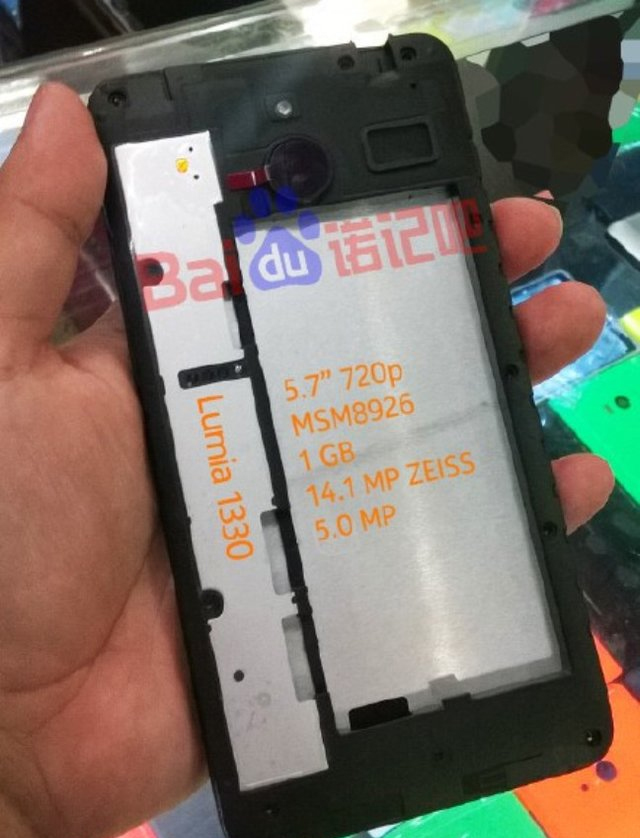 Baidu诺记吧
5.7” 720p
MSM8926
1 GB
14.1 MP ZEISS
5.0 MP
Lumia 1330